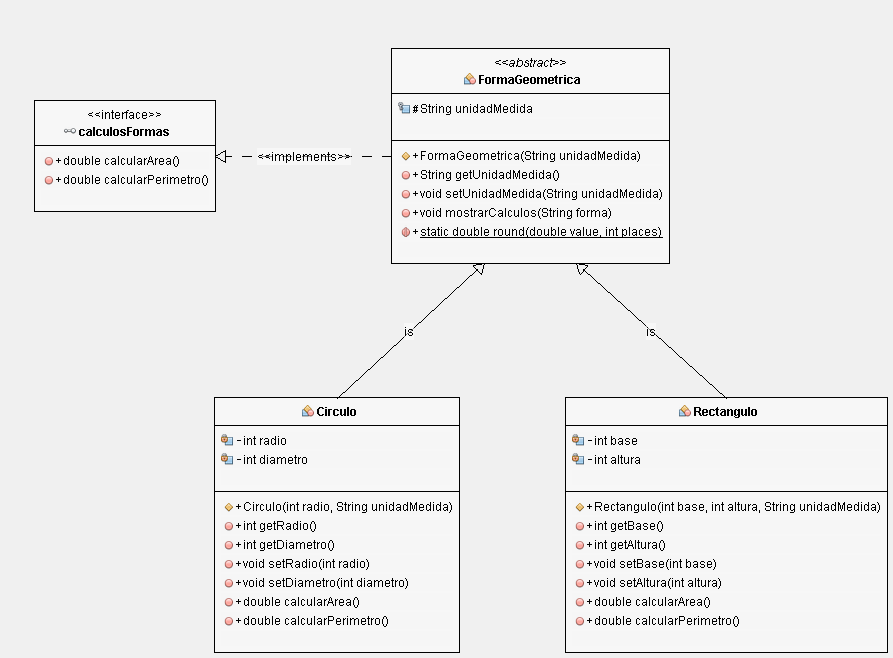 <<abstract>>
FormaGeometrica
#String unidadMedida
+FormaGeometrica(String unidadMedida)
+String getUnidadMedida()
+void setUnidadMedida(String unidadMedida)
+void mostrarCalculos(String forma)
+static double round(double value, int places)
<<interface>>
calculosFormas
+double calcularArea()
+double calcularPerimetro()
<<implements>>
is
is
Circulo
-int radio
-int diametro
+Circulo(int radio, String unidadMedida)
+int getRadio()
+int getDiametro()
+void setRadio(int radio)
+void setDiametro(int diametro)
+double calcularArea()
+double calcularPerimetro()
Rectangulo
-int base
-int altura
+Rectangulo(int base, int altura, String unidadMedida)
+int getBase()
+int getAltura()
+void setBase(int base)
+void setAltura(int altura)
+double calcularArea()
+double calcularPerimetro()